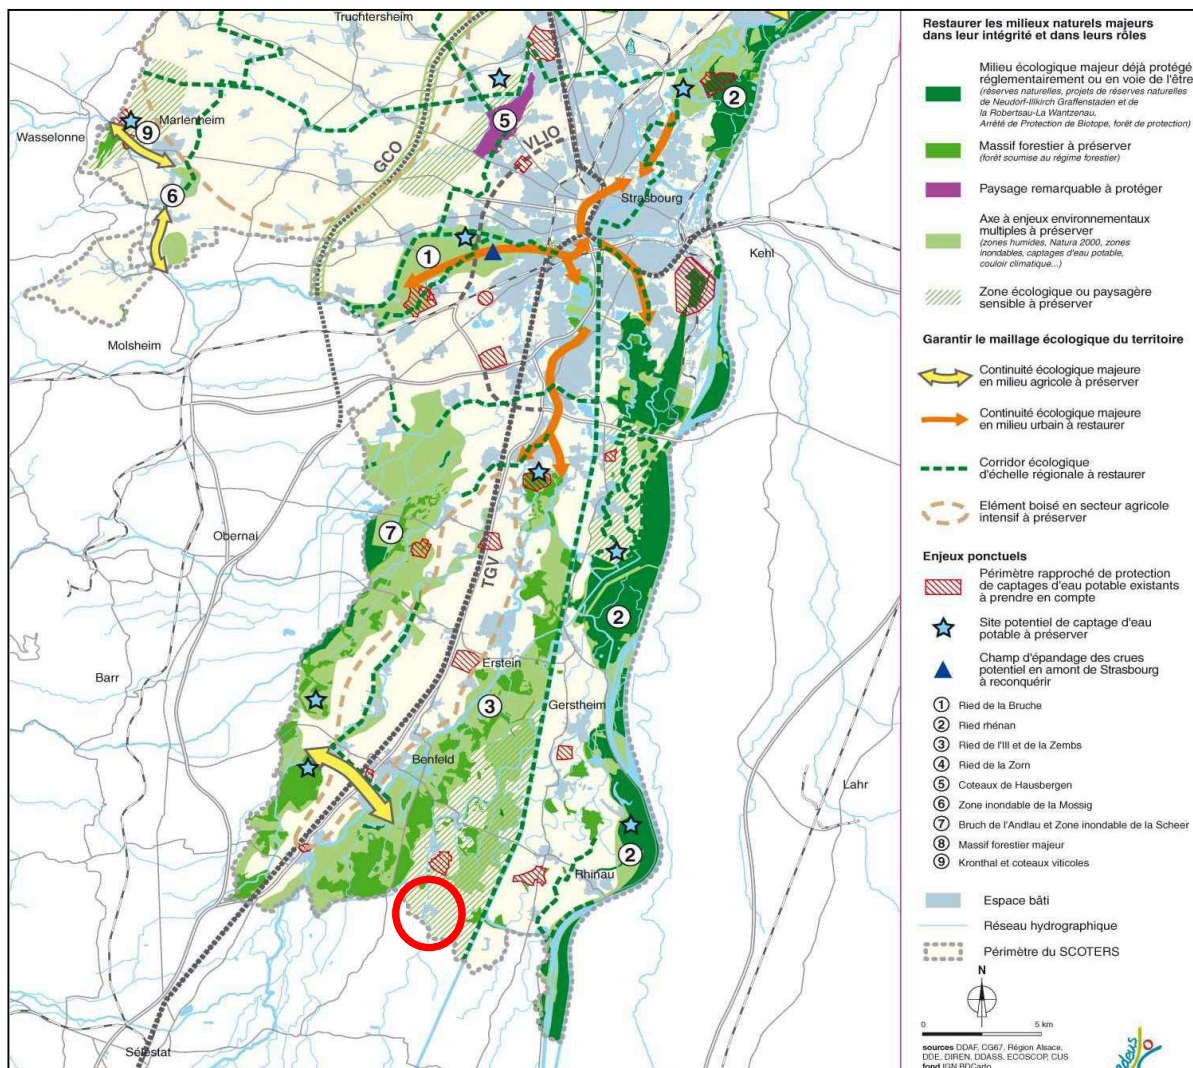 Truchtersheim
Wasselonne
Marlenheim
9
6
GCO
5
VLIO
2
Strasbourg
Kehl
1
Molsheim
7
Obernai
TGV
2
Barr
Erstein
3
Gerstheim
Benfeld
Lahr
2
Rhinau
Sélestat
Restaurer les milieux naturels majeurs
dans leur intégrité et dans leurs rôles
Milieu écologique majeur déjà protégé
réglementairement ou en voie de l'être
(réserves naturelles, projets de réserves naturelles
de Neudorf-Illkirch Graffenstaden et de
la Robertsau-La Wantzenau,
Arrêté de Protection de Biotope, forêt de protection)
Massif forestier à préserver
(forêt soumise au régime forestier)
Paysage remarquable à protéger
Axe à enjeux environnementaux
multiples à préserver
(zones humides, Natura 2000, zones
inondables, captages d'eau potable,
couloir climatique...)
Zone écologique ou paysagère
sensible à préserver
Garantir le maillage écologique du territoire
Continuité écologique majeure
en milieu agricole à préserver
Continuité écologique majeure
en milieu urbain à restaurer
Corridor écologique
d'échelle régionale à restaurer
Elément boisé en secteur agricole
intensif à préserver
Enjeux ponctuels
Périmètre rapproché de protection
de captages d'eau potable existants
à prendre en compte
Site potentiel de captage d'eau
potable à préserver
Champ d'épandage des crues
potentiel en amont de Strasbourg
à reconquérir
1 Ried de la Bruche
2 Ried rhénan
3 Ried de l'Ill et de la Zembs
4 Ried de la Zorn
5 Coteaux de Hausbergen
6 Zone inondable de la Mossig
7 Bruch de l'Andlau et Zone inondable de la Scheer
8 Massif forestier majeur
9 Kronthal et coteaux viticoles
Espace bâti
Réseau hydrographique
Périmètre du SCOTERS
N
0 5 km
sources DDAF, CG67, Région Alsace,
DDE, DIREN, DDASS, ECOSCOP, CUS
fond IGN BDCarto